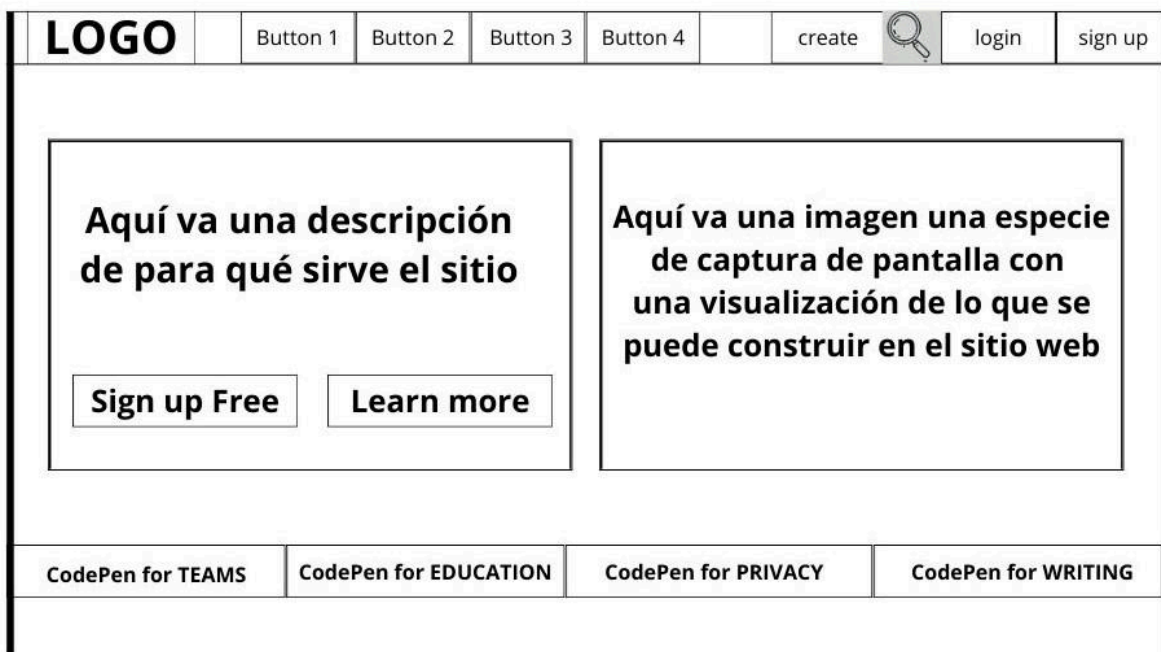 LOGO
Button 1
Button 2
Button 3
Button 4
create
login
sign up
Aquí va una descripción
de para qué sirve el sitio
Sign up Free
Learn more
Aquí va una imagen una especie
de captura de pantalla con
una visualización de lo que se
puede construir en el sitio web
CodePen for TEAMS
CodePen for EDUCATION
CodePen for PRIVACY
CodePen for WRITING